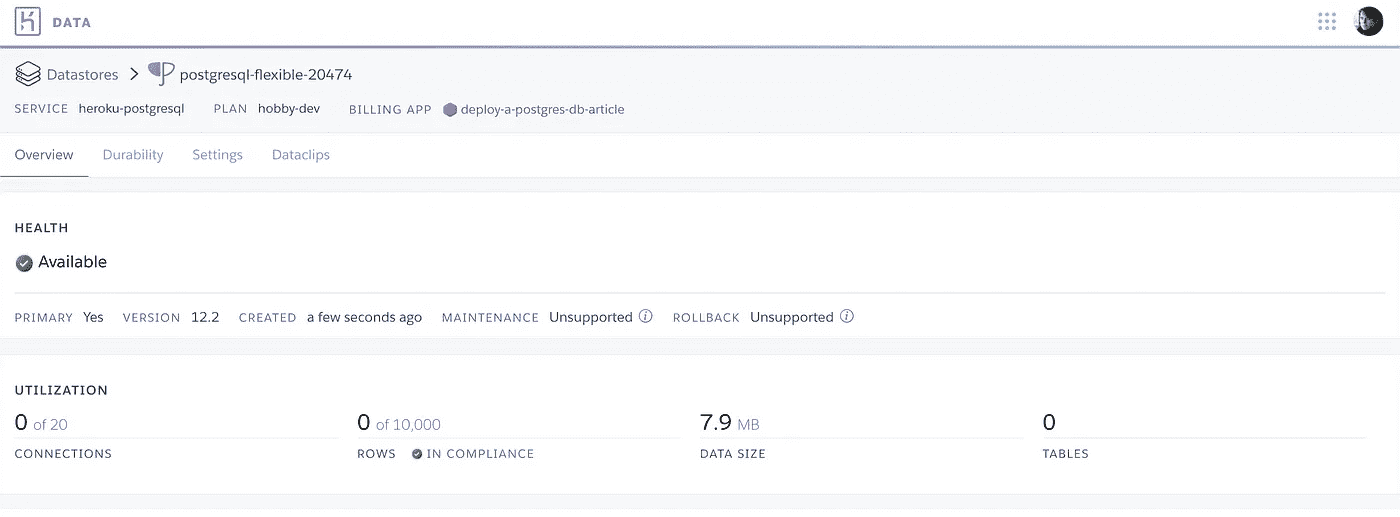 DATA
Datastores postgresql-flexible-20474
SERVICE heroku-postgresql PLAN hobby-dev BILLING APP deploy-a-postgres-db-article
Overview Durability Settings Dataclips
HEALTH
Available
PRIMARY Yes VERSION 12.2 CREATED a few seconds ago MAINTENANCE Unsupported ROLLBACK Unsupported
UTILIZATION
0 of 20 0 of 10,000 7.9 MB 0
CONNECTIONS ROWS IN COMPLIANCE DATA SIZE TABLES